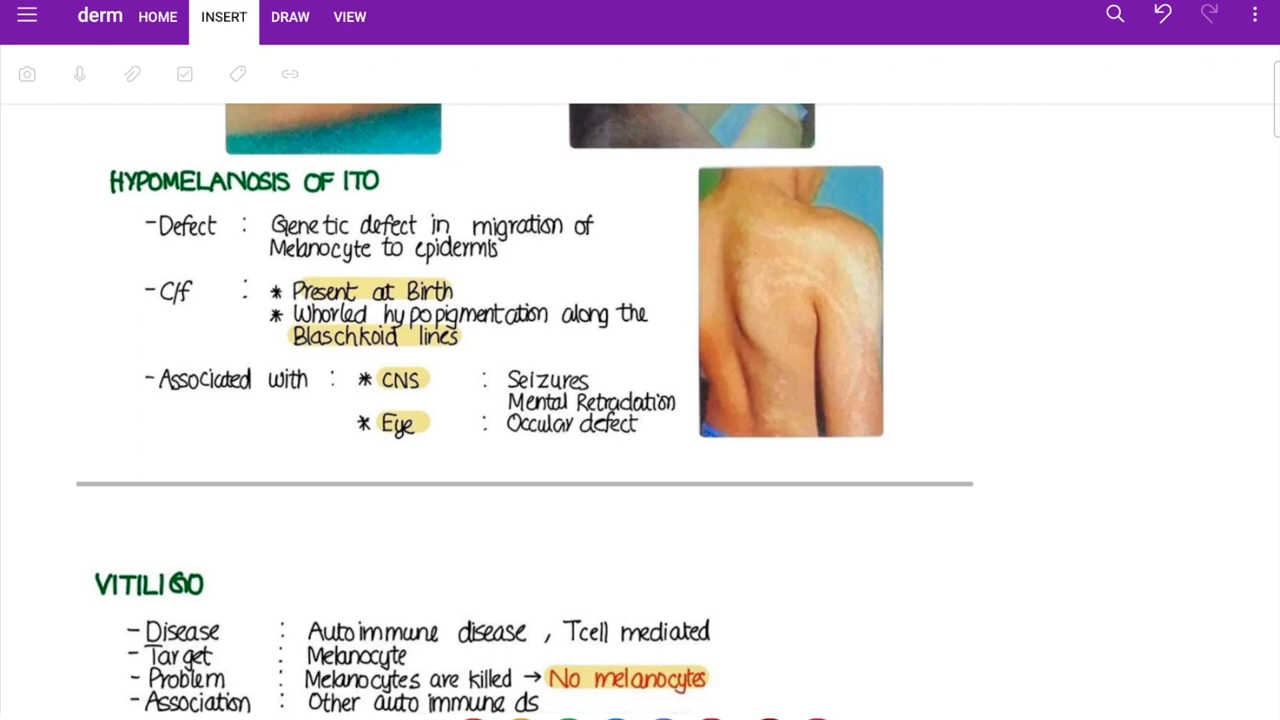 derm HOME INSERT DRAW VIEW
HYPOMELANOSIS OF ITO
- Defect : Genetic defect in migration of
Melanocyte to epidermis
- C/f : * Present at Birth
* Whorled hypopigmentation along the
Blaschkoid lines
- Associated with : * CNS : Seizures
Mental Retradation
* Eye : Occular defect
VITILIGO
- Disease : Autoimmune disease , Tcell mediated
- Target : Melanocyte
- Problem : Melanocytes are killed → No melanocytes
- Association : Other auto immune ds